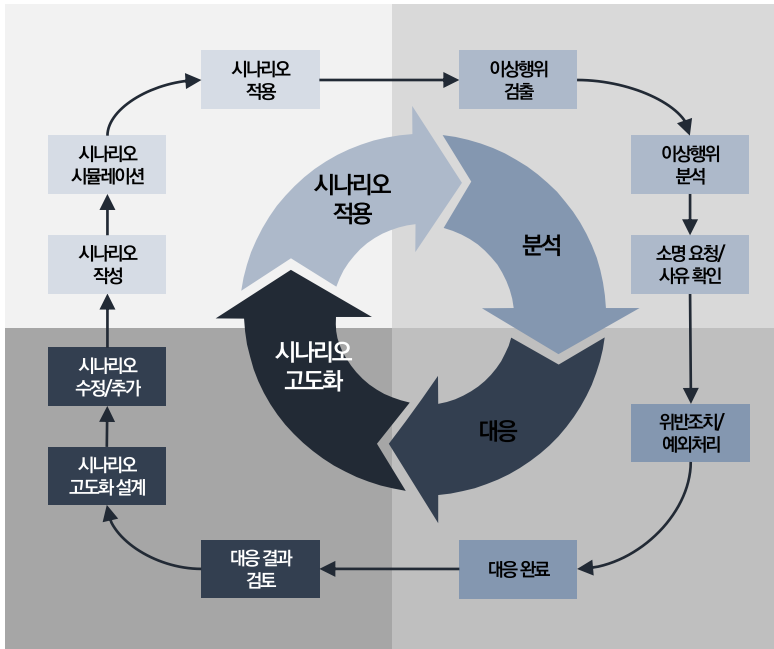 시나리오
적용
이상행위
검출
시나리오
시뮬레이션
이상행위
분석
시나리오
적용
분석
시나리오
작성
소명 요청/
사유 확인
시나리오
고도화
시나리오
수정/추가
대응
위반조치/
예외처리
시나리오
고도화 설계
대응 결과
검토
대응 완료